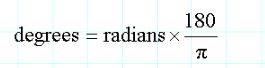 degrees = radians × 180/π